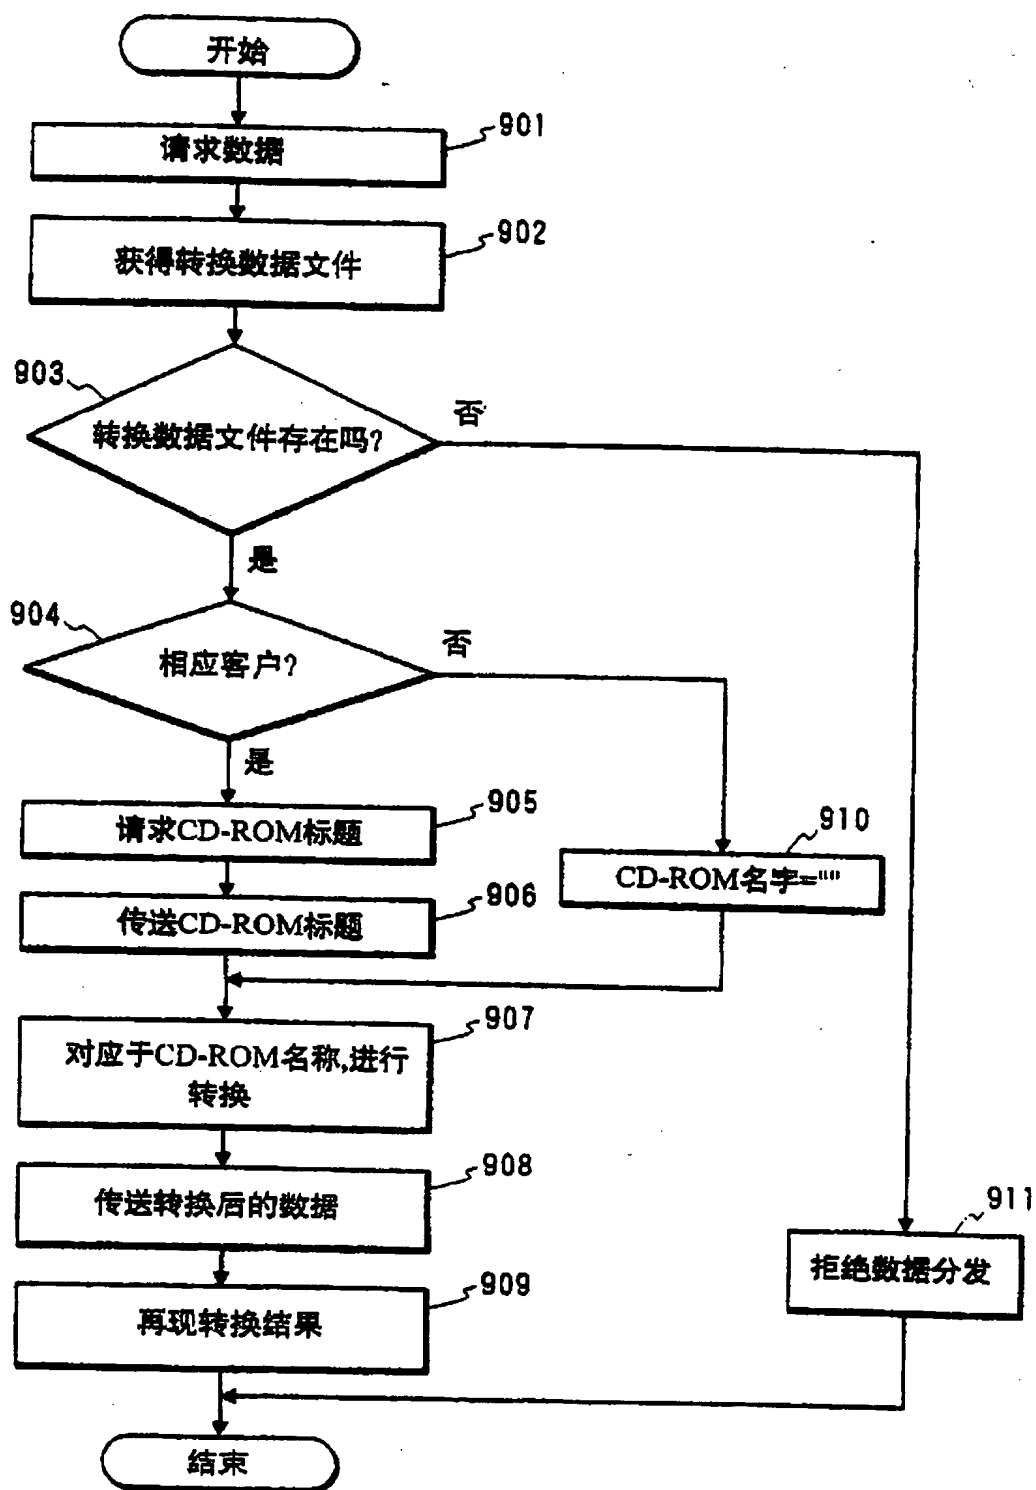 开始
901
请求数据
902
获得转换数据文件
903
转换数据文件存在吗?
否
是
904
相应客户?
否
是
905
请求CD-ROM标题
910
CD-ROM名字=""
906
传送CD-ROM标题
907
对应于CD-ROM名称,进行
转换
908
传送转换后的数据
911
拒绝数据分发
909
再现转换结果
结束